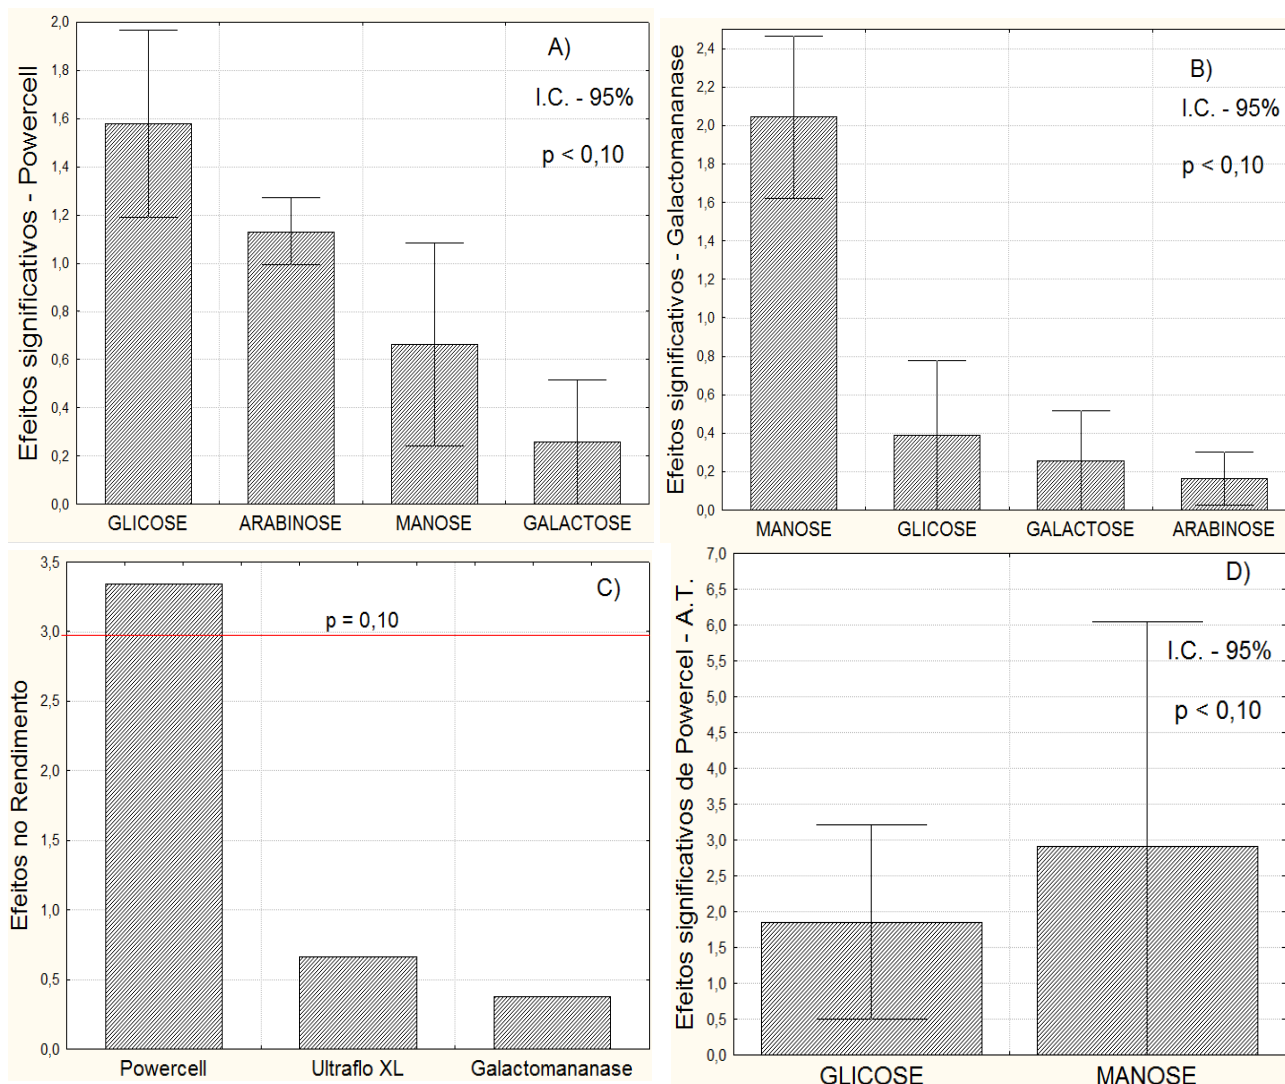 Efeitos significativos - Powercell
2,0
1,8
1,6
1,4
1,2
1,0
0,8
0,6
0,4
0,2
0,0
A)
I.C. - 95%
p < 0,10
GLICOSE ARABINOSE MANOSE GALACTOSE
Efeitos significativos - Galactomananase
2,4
2,2
2,0
1,8
1,6
1,4
1,2
1,0
0,8
0,6
0,4
0,2
0,0
B)
I.C. - 95%
p < 0,10
MANOSE GLICOSE GALACTOSE ARABINOSE
Efeitos no Rendimento
3,5
3,0
2,5
2,0
1,5
1,0
0,5
0,0
C)
p = 0,10
Powercell Ultraflo XL Galactomananase
Efeitos significativos de Powercel - A.T.
7,0
6,5
6,0
5,5
5,0
4,5
4,0
3,5
3,0
2,5
2,0
1,5
1,0
0,5
0,0
D)
I.C. - 95%
p < 0,10
GLICOSE MANOSE